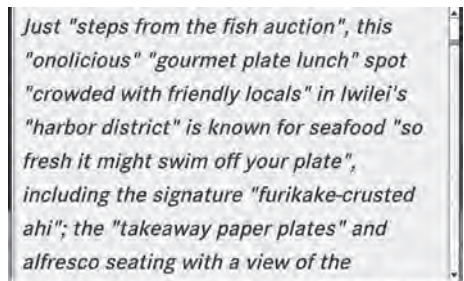 Just "steps from the fish auction", this
"onolicious" "gourmet plate lunch" spot
"crowded with friendly locals" in Iwilei's
"harbor district" is known for seafood "so
fresh it might swim off your plate",
including the signature "furikake-crusted
ahi"; the "takeaway paper plates" and
alfresco seating with a view of the